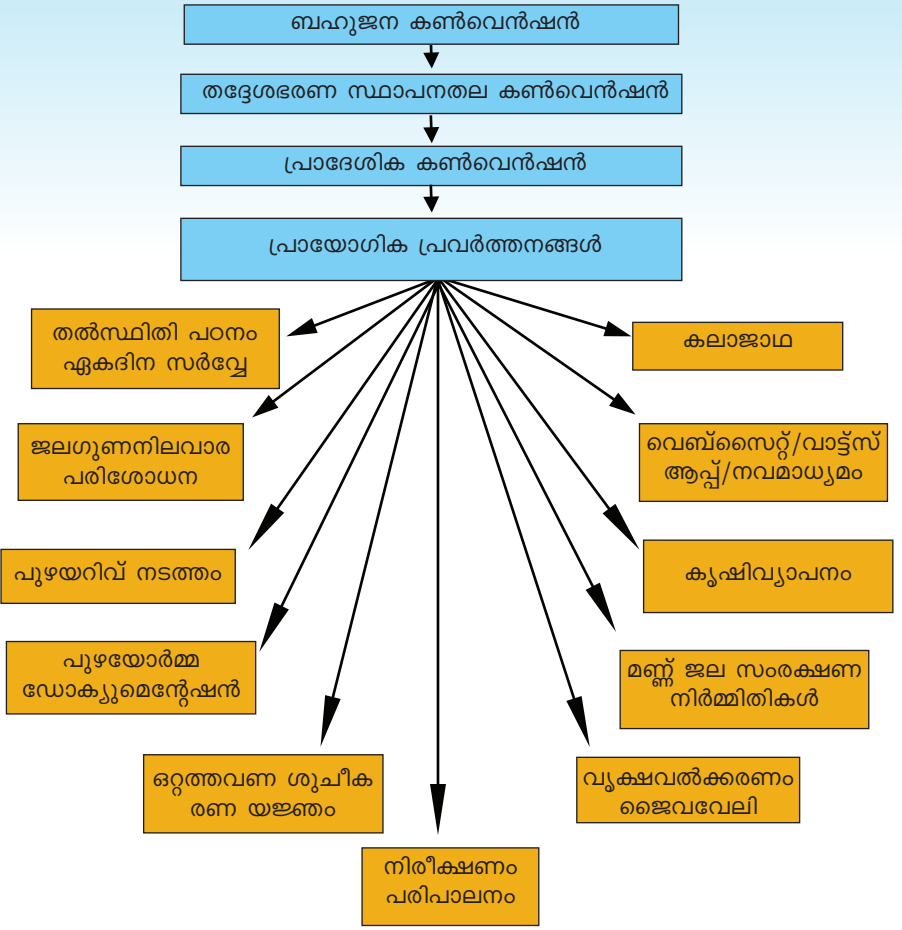 ബഹുജന കൺവെൻഷൻ
തദ്ദേശഭരണ സ്ഥാപനതല കൺവെൻഷൻ
പ്രാദേശിക കൺവെൻഷൻ
പ്രായോഗിക പ്രവർത്തനങ്ങൾ
തൽസ്ഥിതി പഠനം
ഏകദിന സർവ്വേ
ജലഗുണനിലവാര
പരിശോധന
പുഴയറിവ് നടത്തം
പുഴയോർമ്മ
ഡോക്യുമെന്റേഷൻ
ഒറ്റത്തവണ ശുചീക
രണ യജ്ഞം
നിരീക്ഷണം
പരിപാലനം
വൃക്ഷവൽക്കരണം
ജൈവവേലി
മണ്ണ് ജല സംരക്ഷണ
നിർമ്മിതികൾ
കൃഷിവ്യാപനം
വെബ്സൈറ്റ്/വാട്ട്സ്
ആപ്പ്/നവമാധ്യമം
കലാജാഥ